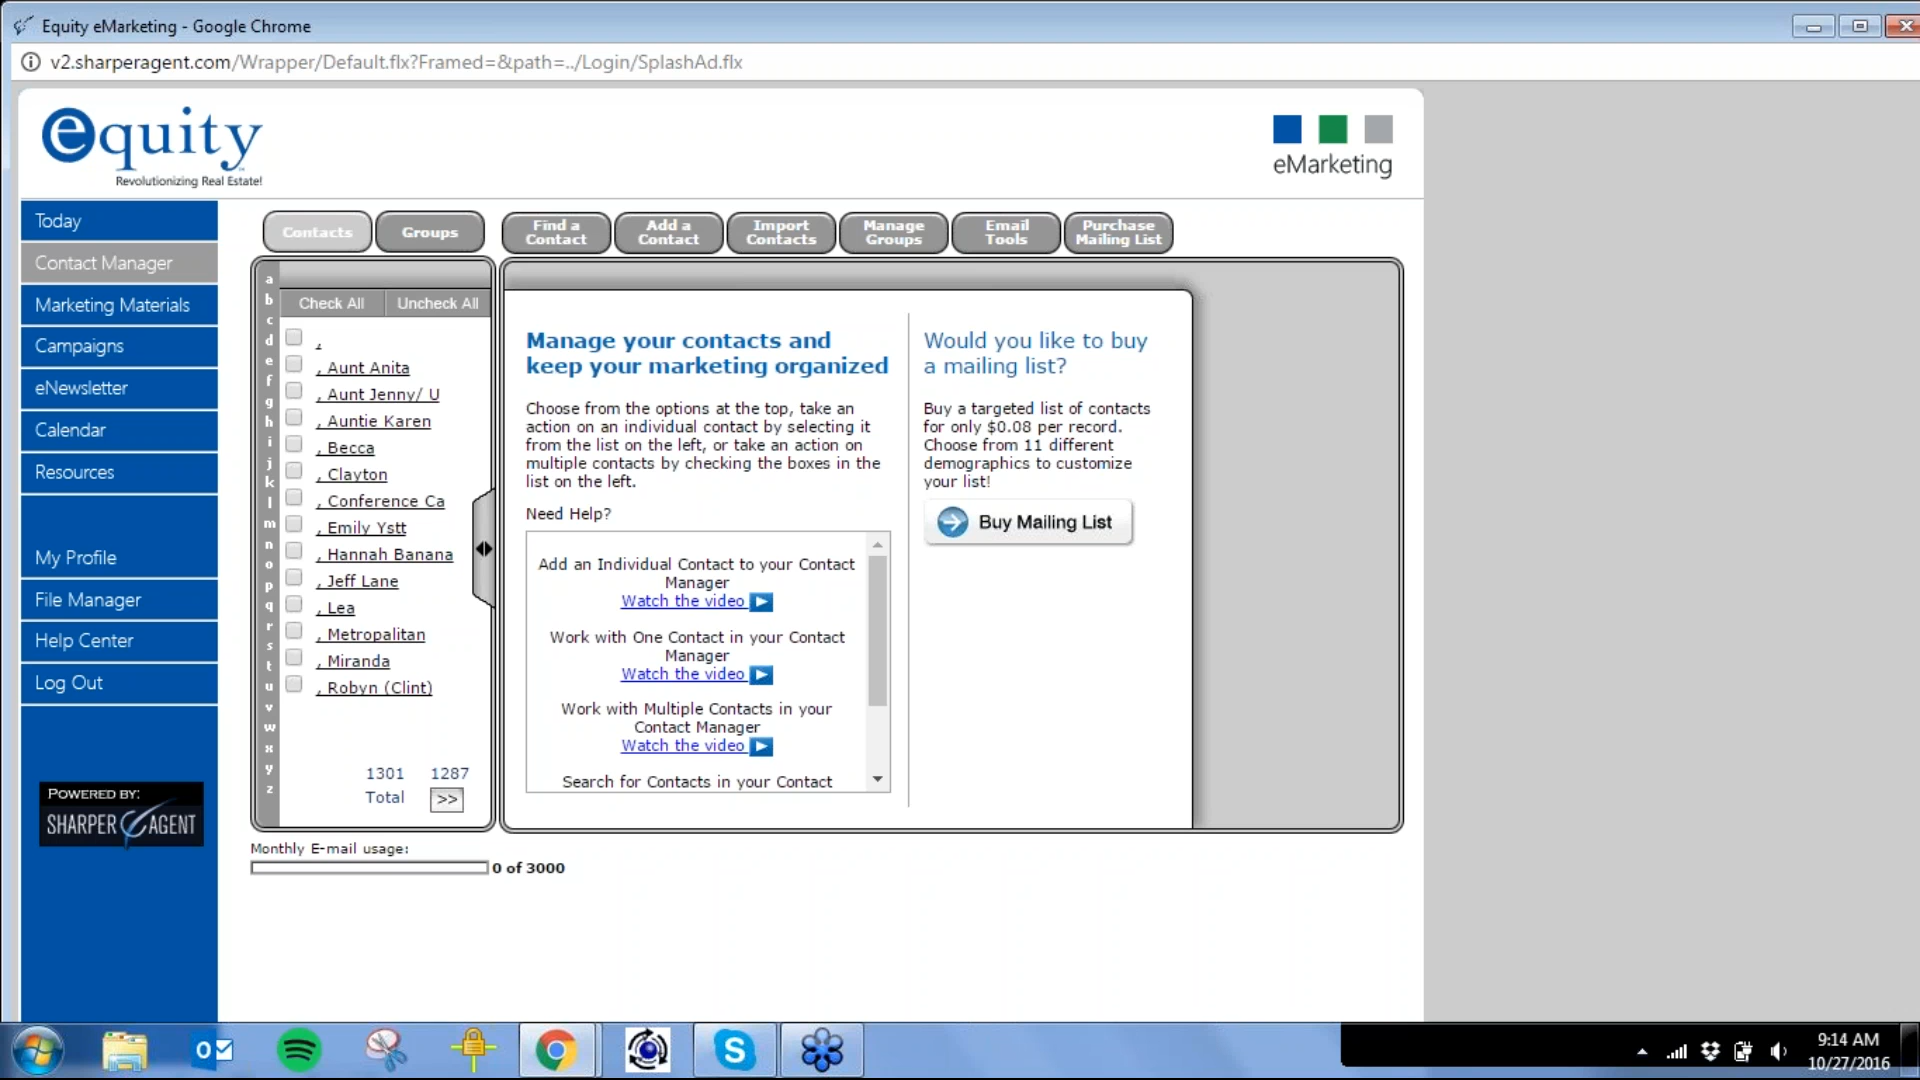 Equity eMarketing - Google Chrome
v2.sharperagent.com/Wrapper/Default.flx?Framed=&path=../Login/SplashAd.flx
equity
Revolutionizing Real Estate!
eMarketing
Today
Contact Manager
Marketing Materials
Campaigns
eNewsletter
Calendar
Resources
My Profile
File Manager
Help Center
Log Out
POWERED BY:
SHARPER AGENT
Contacts
Groups
Find a
Contact
Add a
Contact
Import
Contacts
Manage
Groups
Email
Tools
Purchase
Mailing List
a
b
c
d
e
f
g
h
i
j
k
l
m
n
o
p
q
r
s
t
u
v
w
x
y
z
Check All
Uncheck All
,
, Aunt Anita
, Aunt Jenny/ U
, Auntie Karen
, Becca
, Clayton
, Conference Ca
, Emily Ystt
, Hannah Banana
, Jeff Lane
, Lea
, Metropolitan
, Miranda
, Robyn (Clint)
1301 1287
Total >>
Monthly E-mail usage:
0 of 3000
Manage your contacts and
keep your marketing organized
Choose from the options at the top, take an
action on an individual contact by selecting it
from the list on the left, or take an action on
multiple contacts by checking the boxes in the
list on the left.
Need Help?
Add an Individual Contact to your Contact
Manager
Watch the video
Work with One Contact in your Contact
Manager
Watch the video
Work with Multiple Contacts in your
Contact Manager
Watch the video
Search for Contacts in your Contact
Would you like to buy
a mailing list?
Buy a targeted list of contacts
for only $0.08 per record.
Choose from 11 different
demographics to customize
your list!
Buy Mailing List
9:14 AM
10/27/2016